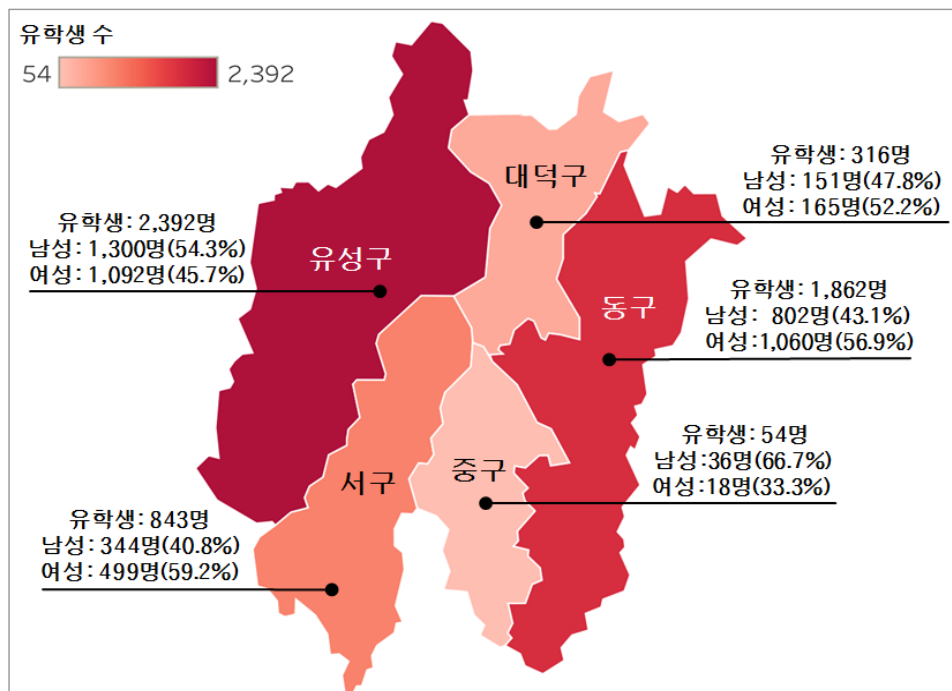 유학생 수
54 2,392
대덕구
유학생: 316명
남성: 151명(47.8%)
여성: 165명(52.2%)
유학생: 2,392명
남성: 1,300명(54.3%)
여성: 1,092명(45.7%)
유성구
동구
유학생: 1,862명
남성: 802명(43.1%)
여성:1,060명(56.9%)
유학생: 54명
남성:36명(66.7%)
여성:18명(33.3%)
서구
중구
유학생: 843명
남성: 344명(40.8%)
여성: 499명(59.2%)